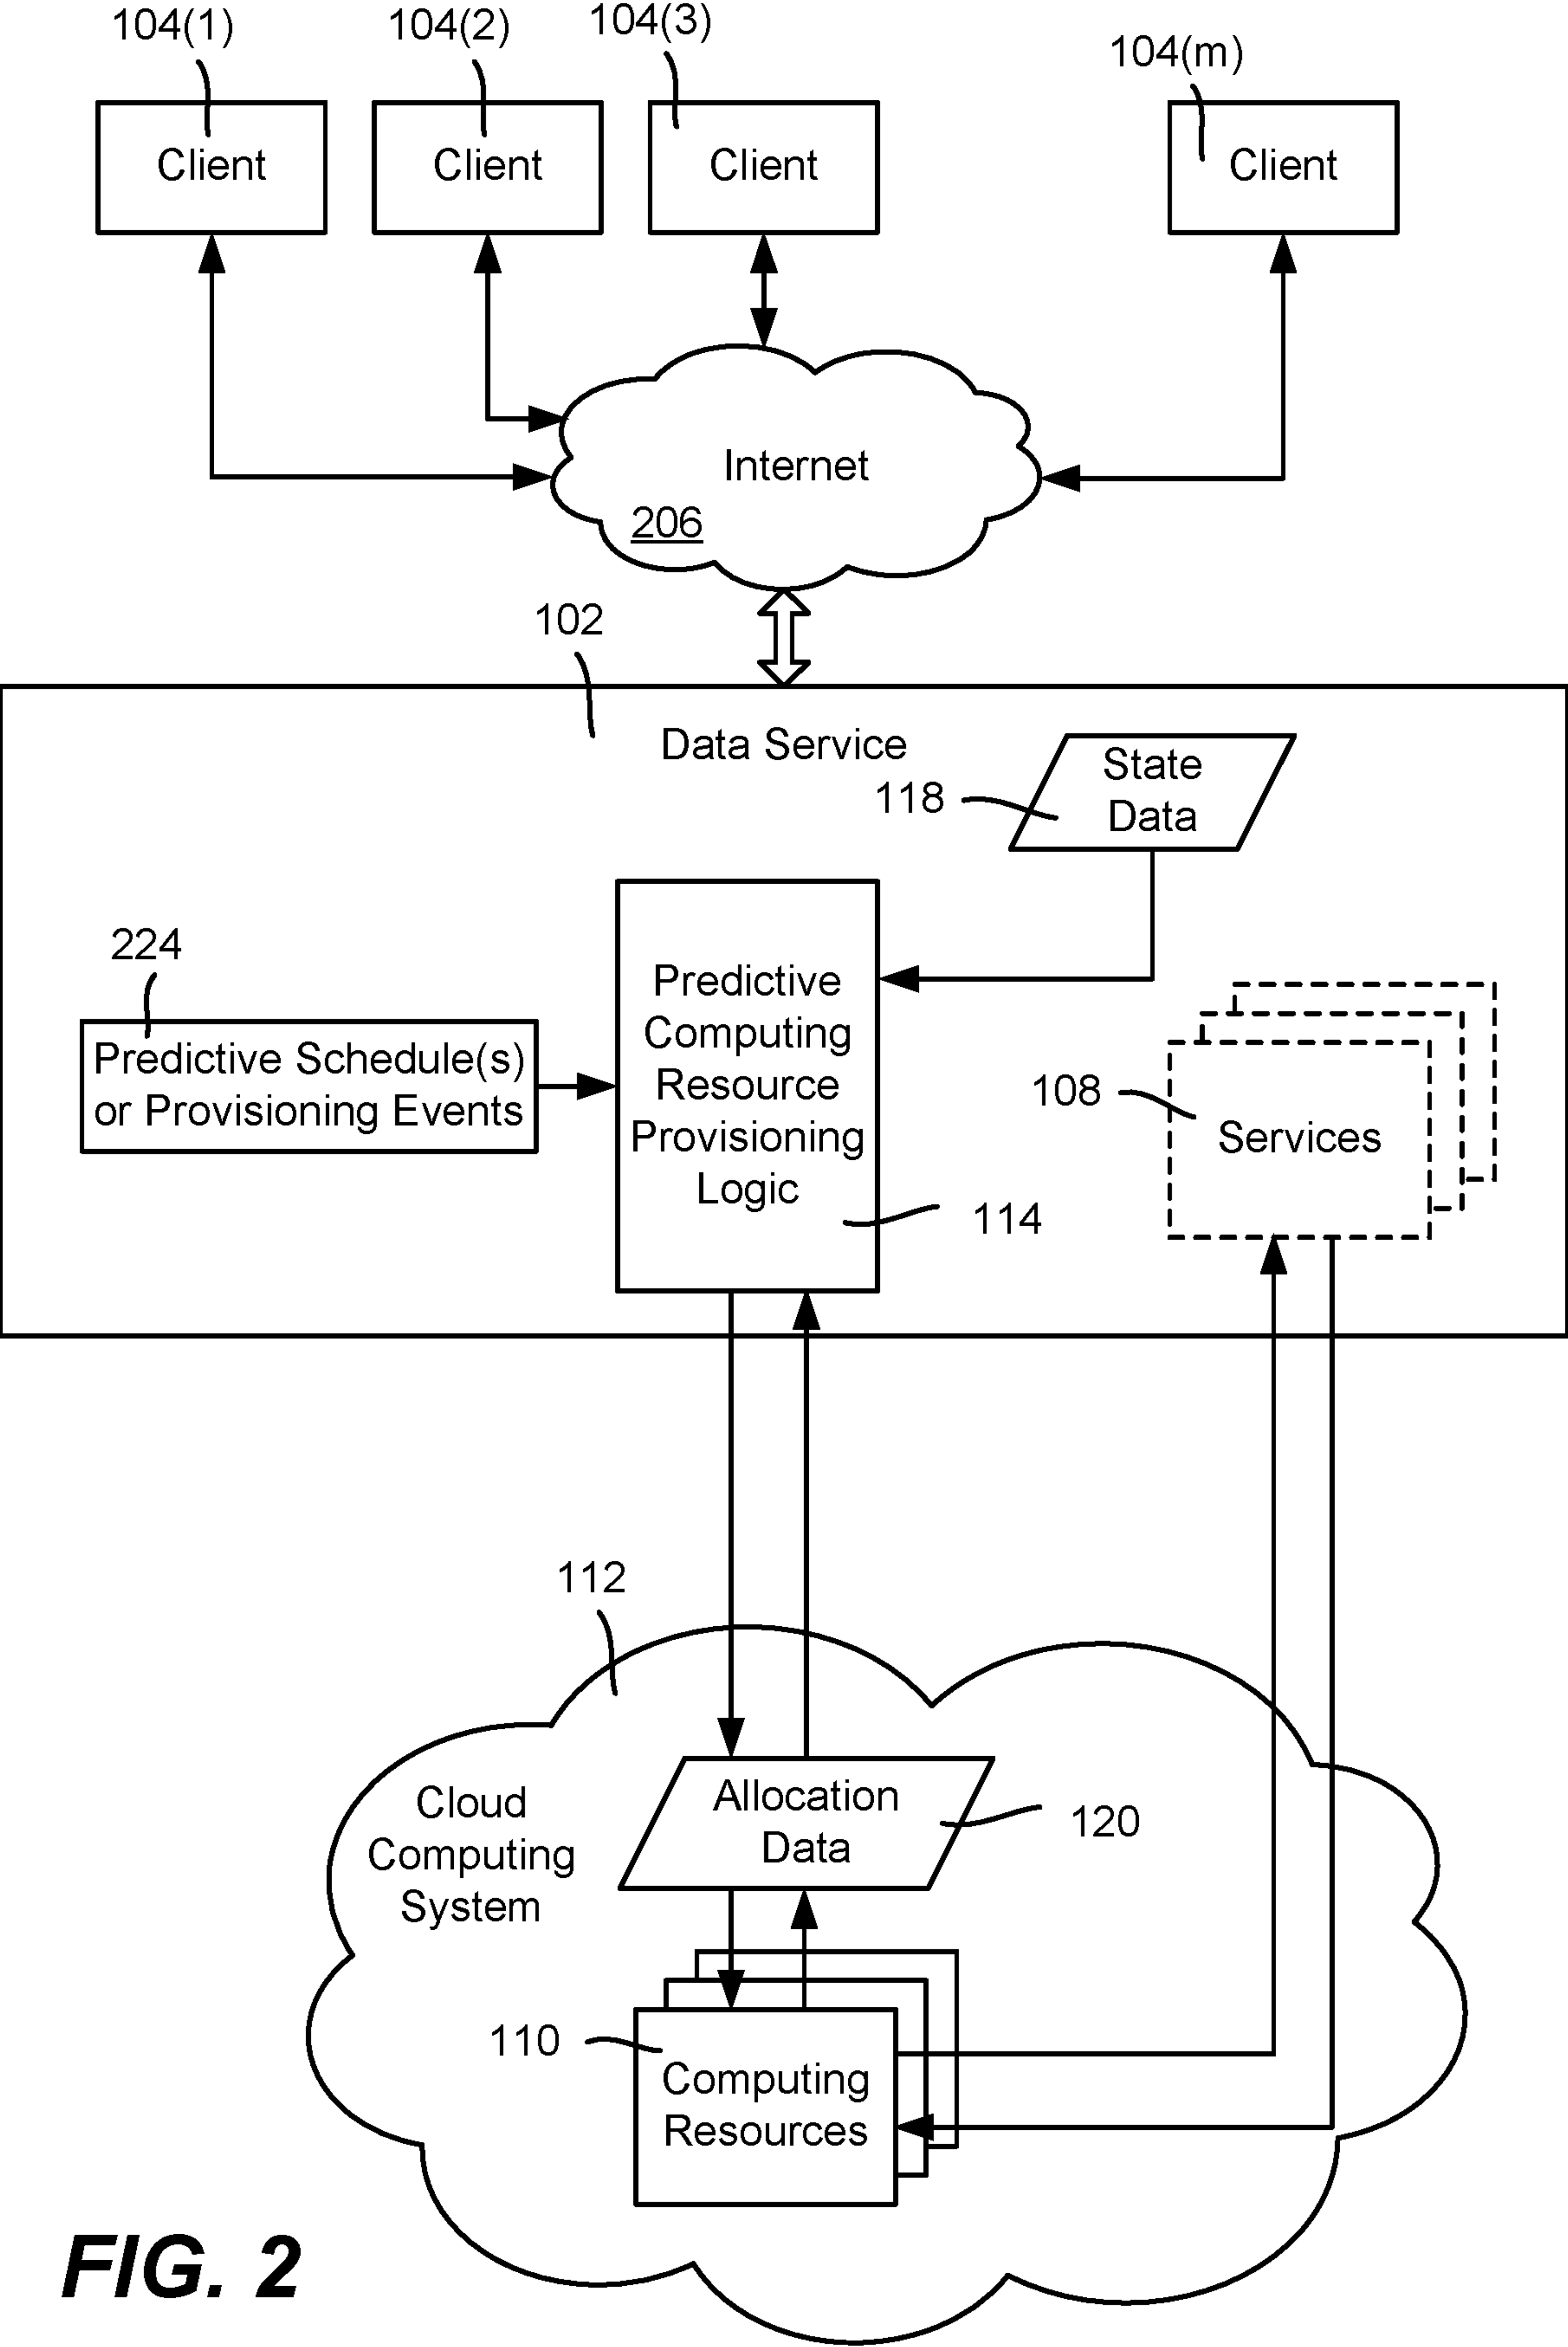 104(1)
104(2)
104(3)
104(m)
Client
Client
Client
Client
Internet
206
102
Data Service
State
Data
118
224
Predictive Schedule(s)
or Provisioning Events
Predictive
Computing
Resource
Provisioning
Logic
114
108
Services
112
Cloud
Computing
System
Allocation
Data
120
110
Computing
Resources
FIG. 2